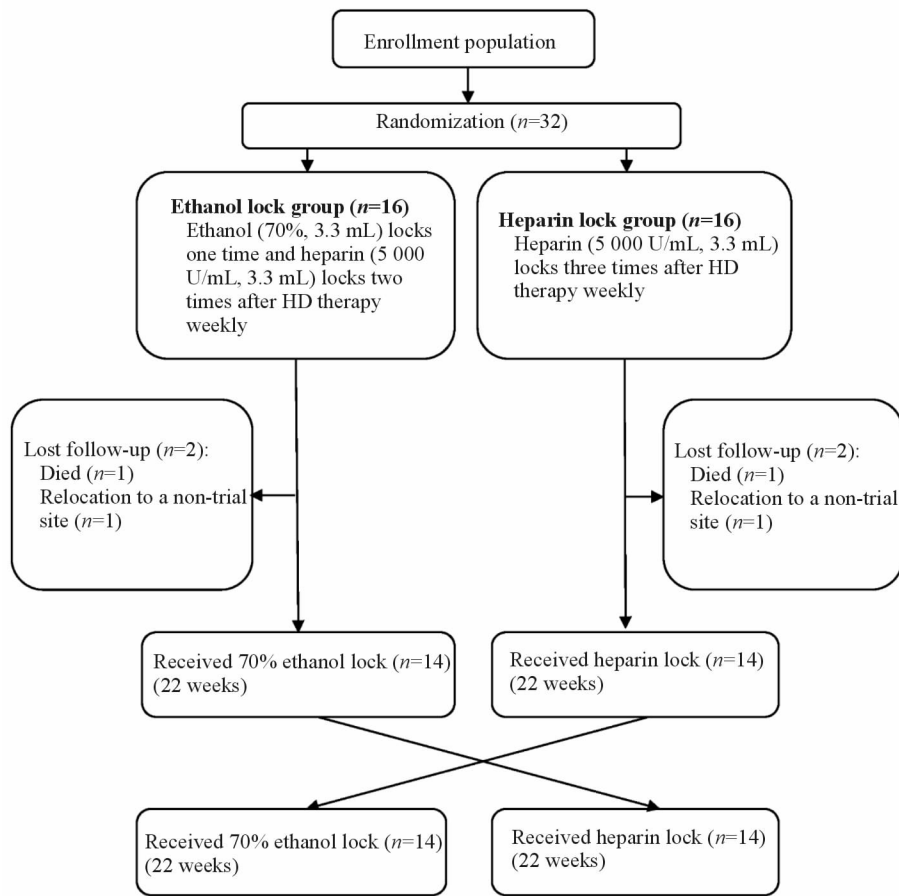 Enrollment population
Randomization (n=32)
Ethanol lock group (n=16)
Ethanol (70%, 3.3 mL) locks
one time and heparin (5 000
U/mL, 3.3 mL) locks two
times after HD therapy
weekly
Heparin lock group (n=16)
Heparin (5 000 U/mL, 3.3 mL)
locks three times after HD
therapy weekly
Lost follow-up (n=2):
Died (n=1)
Relocation to a non-trial
site (n=1)
Lost follow-up (n=2):
Died (n=1)
Relocation to a non-trial
site (n=1)
Received 70% ethanol lock (n=14)
(22 weeks)
Received heparin lock (n=14)
(22 weeks)
Received 70% ethanol lock (n=14)
(22 weeks)
Received heparin lock (n=14)
(22 weeks)